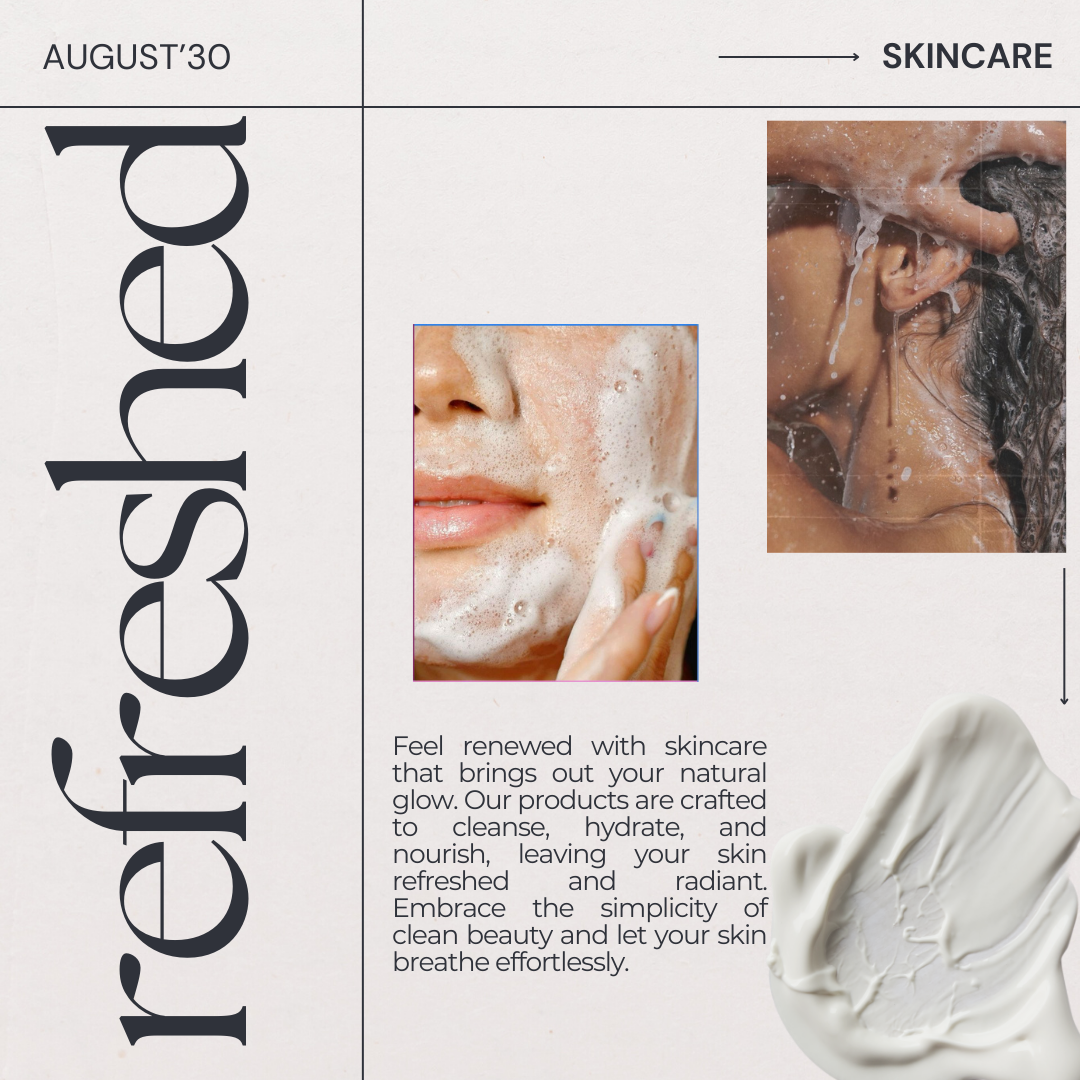 AUGUST'30
SKINCARE
refreshed
Feel renewed with skincare
that brings out your natural
glow. Our products are crafted
to cleanse, hydrate, and
nourish, leaving your skin
refreshed and radiant.
Embrace the simplicity of
clean beauty and let your skin
breathe effortlessly.